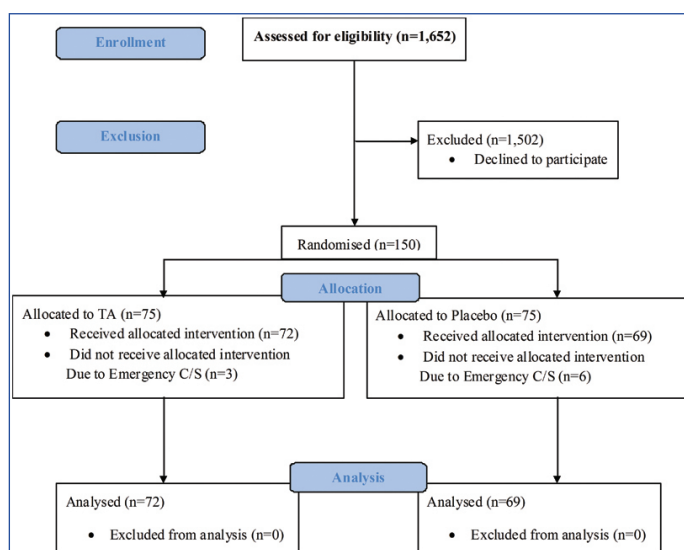 Enrollment
Assessed for eligibility (n=1,652)
Exclusion
Excluded (n=1,502)
• Declined to participate
Randomised (n=150)
Allocation
Allocated to TA (n=75)
• Received allocated intervention (n=72)
• Did not receive allocated intervention
Due to Emergency C/S (n=3)
Allocated to Placebo (n=75)
• Received allocated intervention (n=69)
• Did not receive allocated intervention
Due to Emergency C/S (n=6)
Analysis
Analysed (n=72)
• Excluded from analysis (n=0)
Analysed (n=69)
• Excluded from analysis (n=0)